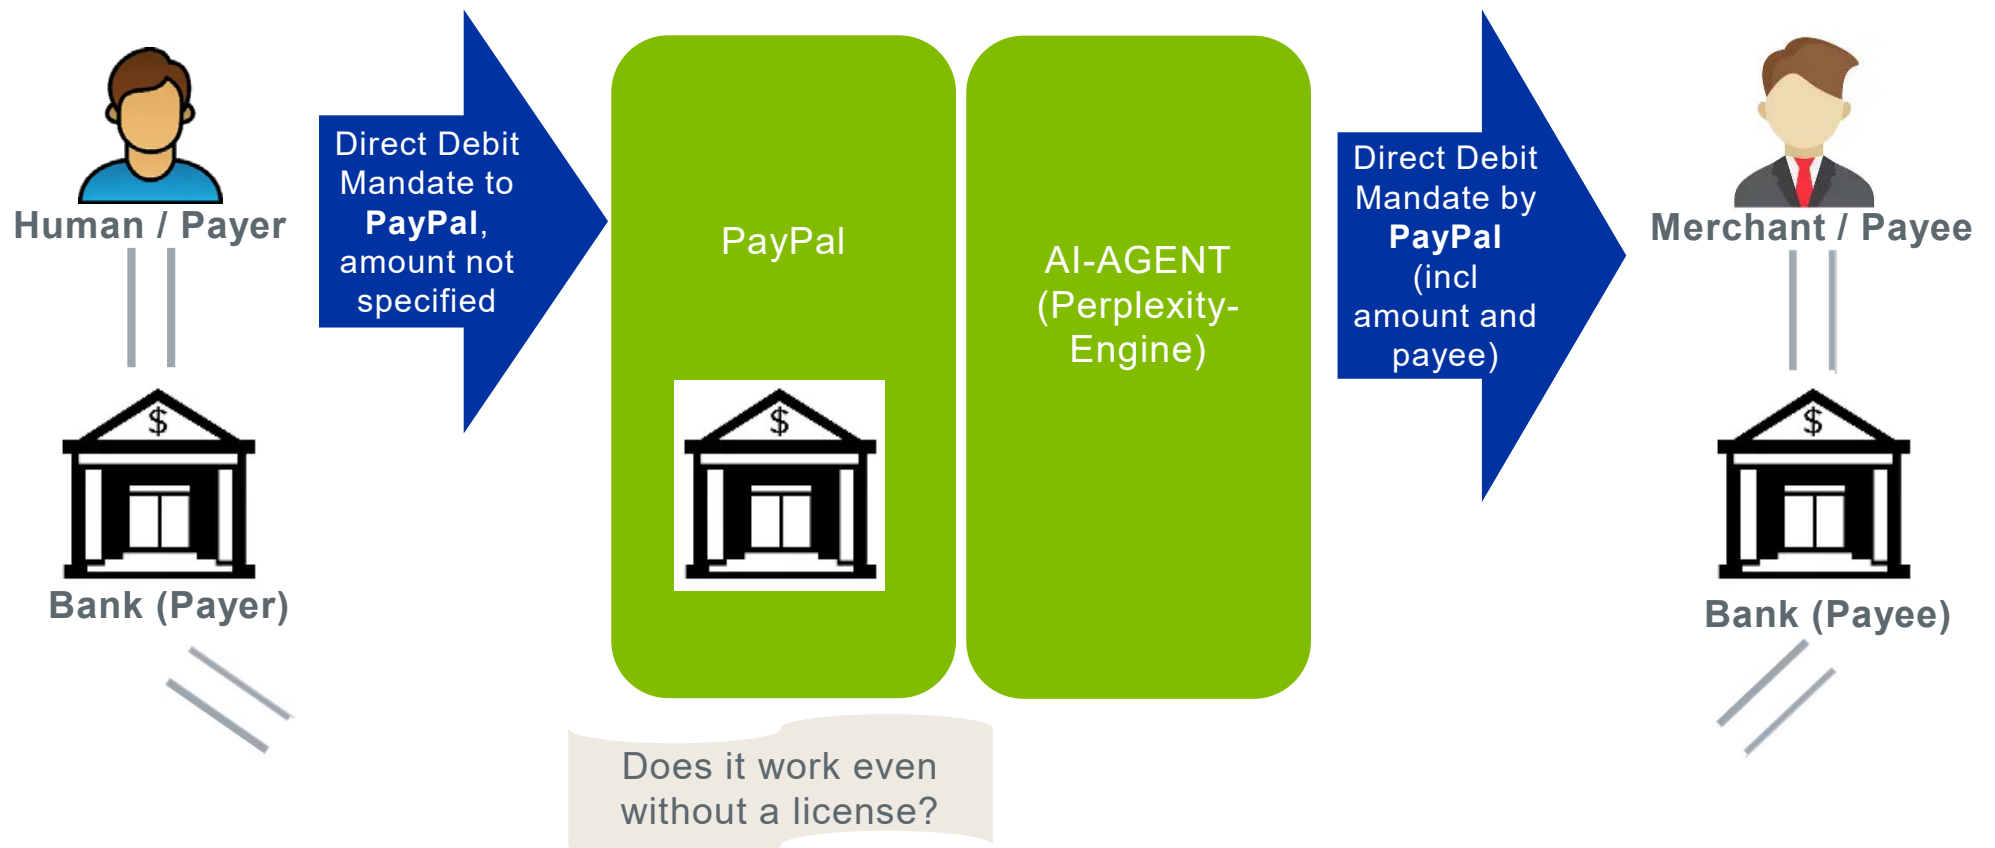 Human / Payer
Direct Debit
Mandate to
PayPal,
amount not
specified
PayPal
$
AI-AGENT
(Perplexity-
Engine)
Direct Debit
Mandate by
PayPal
(incl
amount and
payee)
Merchant / Payee
$
Bank (Payer)
$
Bank (Payee)
Does it work even
without a license?